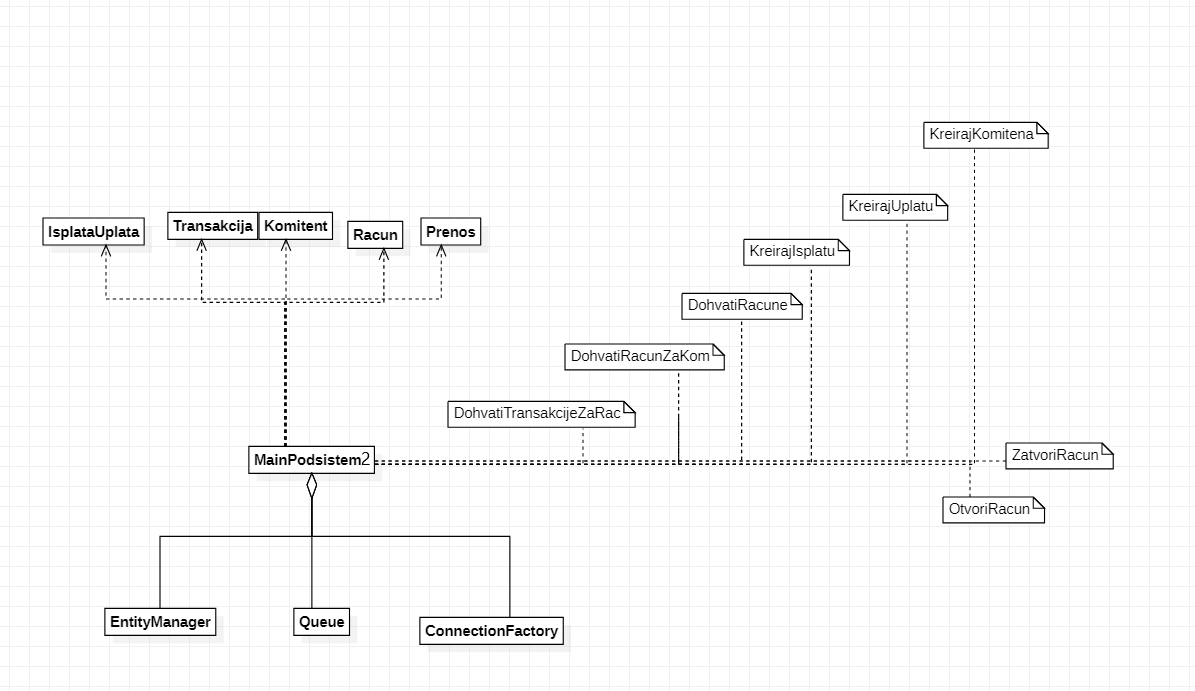 KreirajKomitena
KreirajUplatu
IsplataUplata
Transakcija
Komitent
Racun
Prenos
KreirajIsplatu
DohvatiRacune
DohvatiRacunZaKom
DohvatiTransakcijeZaRac
MainPodsistem2
ZatvoriRacun
OtvoriRacun
EntityManager
Queue
ConnectionFactory